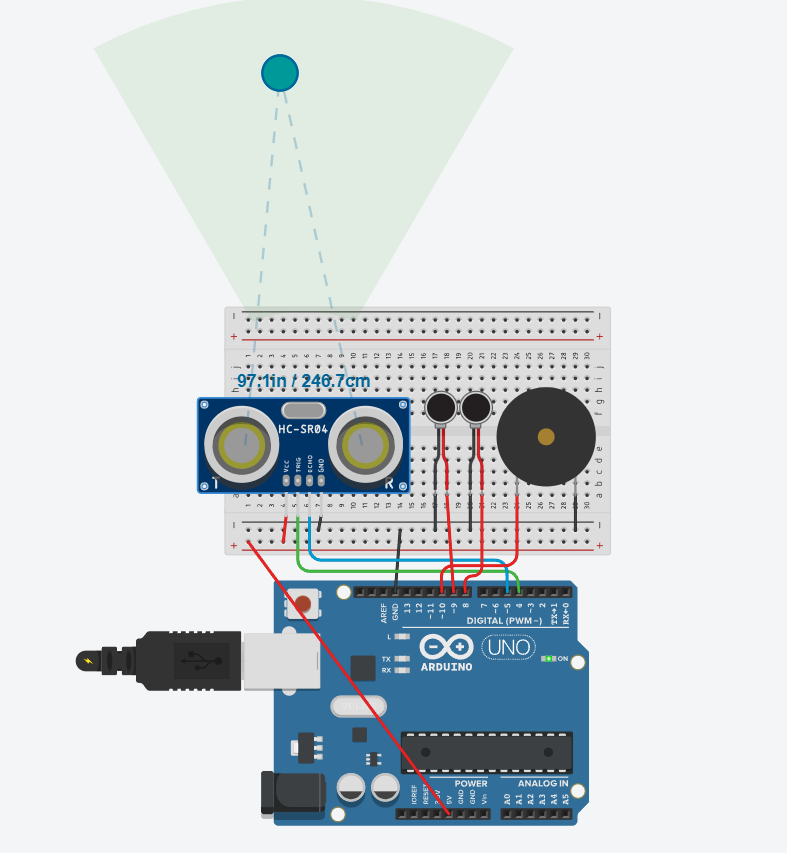 97.1in / 246.7cm
HC-SR04
VCC
TRIG
ECHO
GND
T
R
AREF
GND
13
12
~11
~10
~9
8
7
~6
~5
4
~3
2
TX→1
RX←0
DIGITAL (PWM~)
L
TX
RX
ARDUINO
UNO
ON
POWER
ANALOG IN
IOREF
RESET
3.3V
5V
GND
GND
Vin
A0
A1
A2
A3
A4
A5